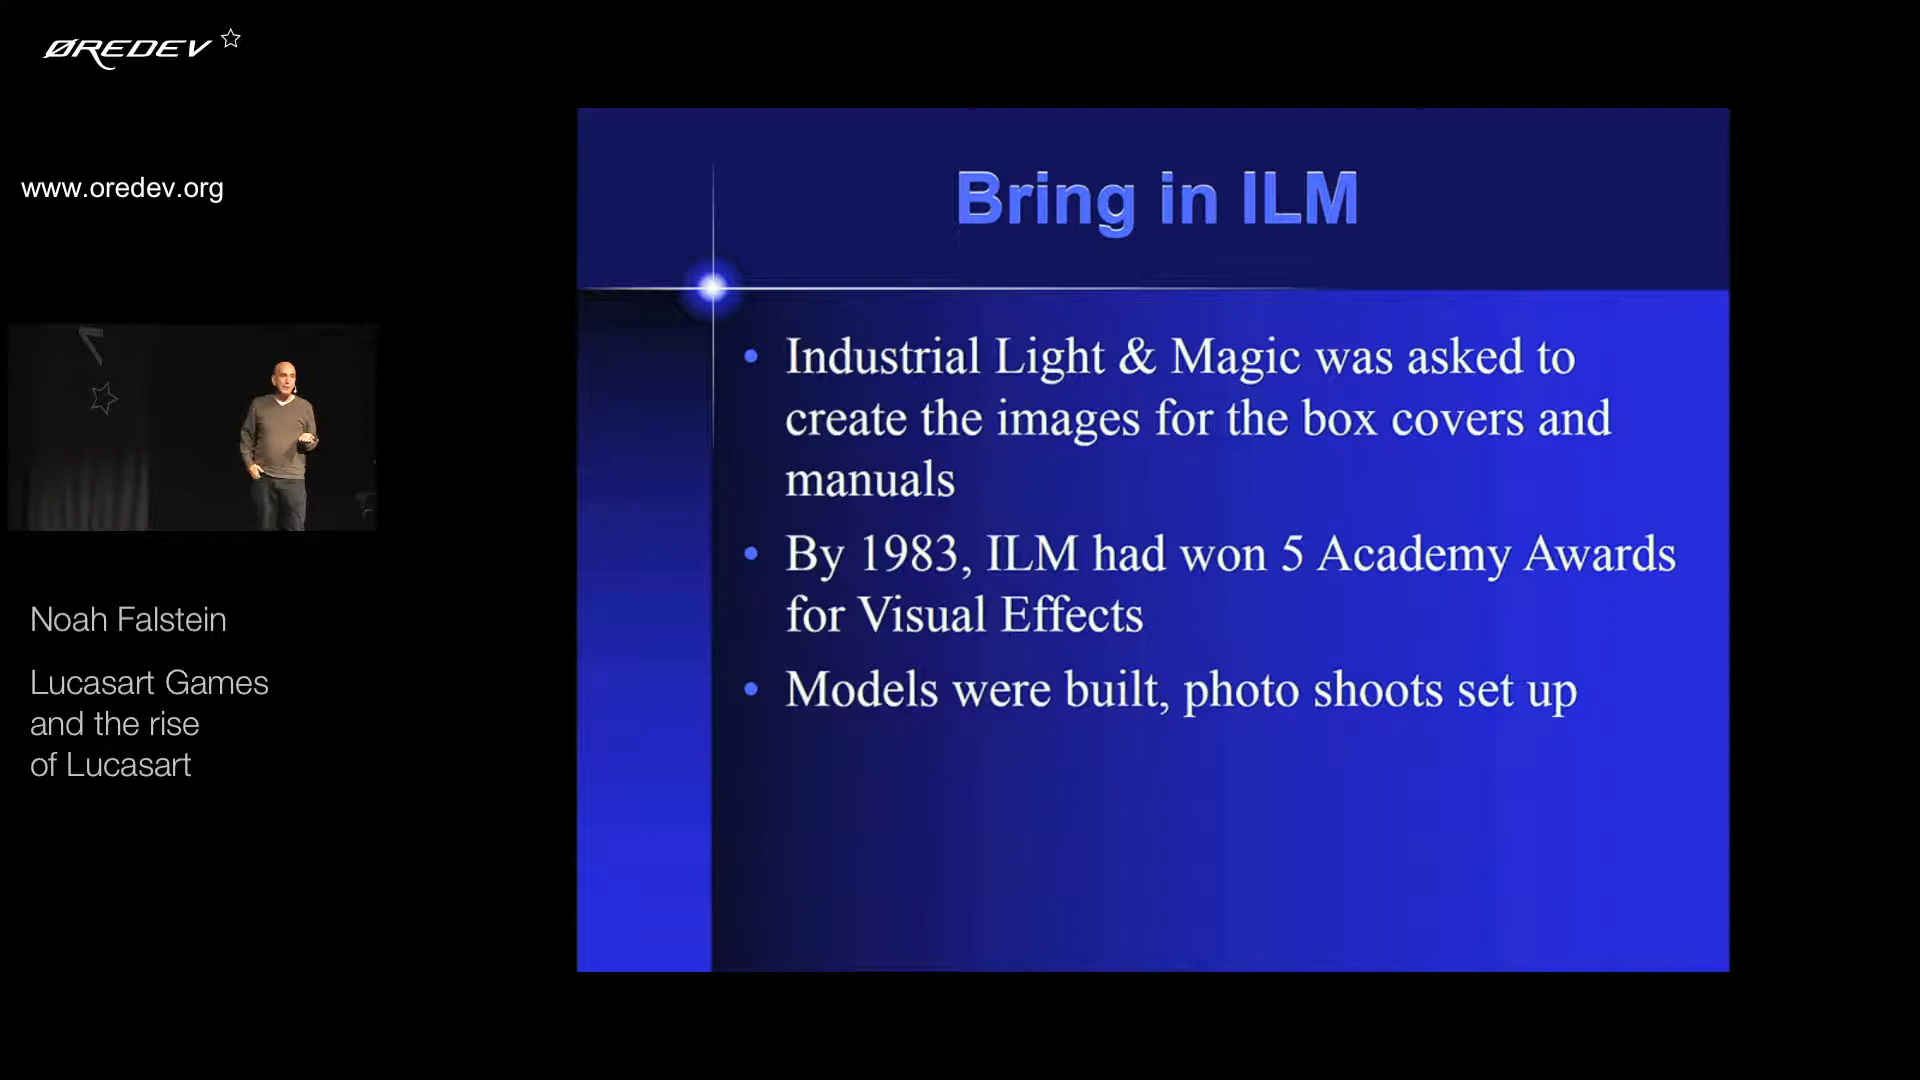 ØREDEV
www.oredev.org
Noah Falstein
Lucasart Games
and the rise
of Lucasart
Bring in ILM
• Industrial Light & Magic was asked to
create the images for the box covers and
manuals
• By 1983, ILM had won 5 Academy Awards
for Visual Effects
• Models were built, photo shoots set up